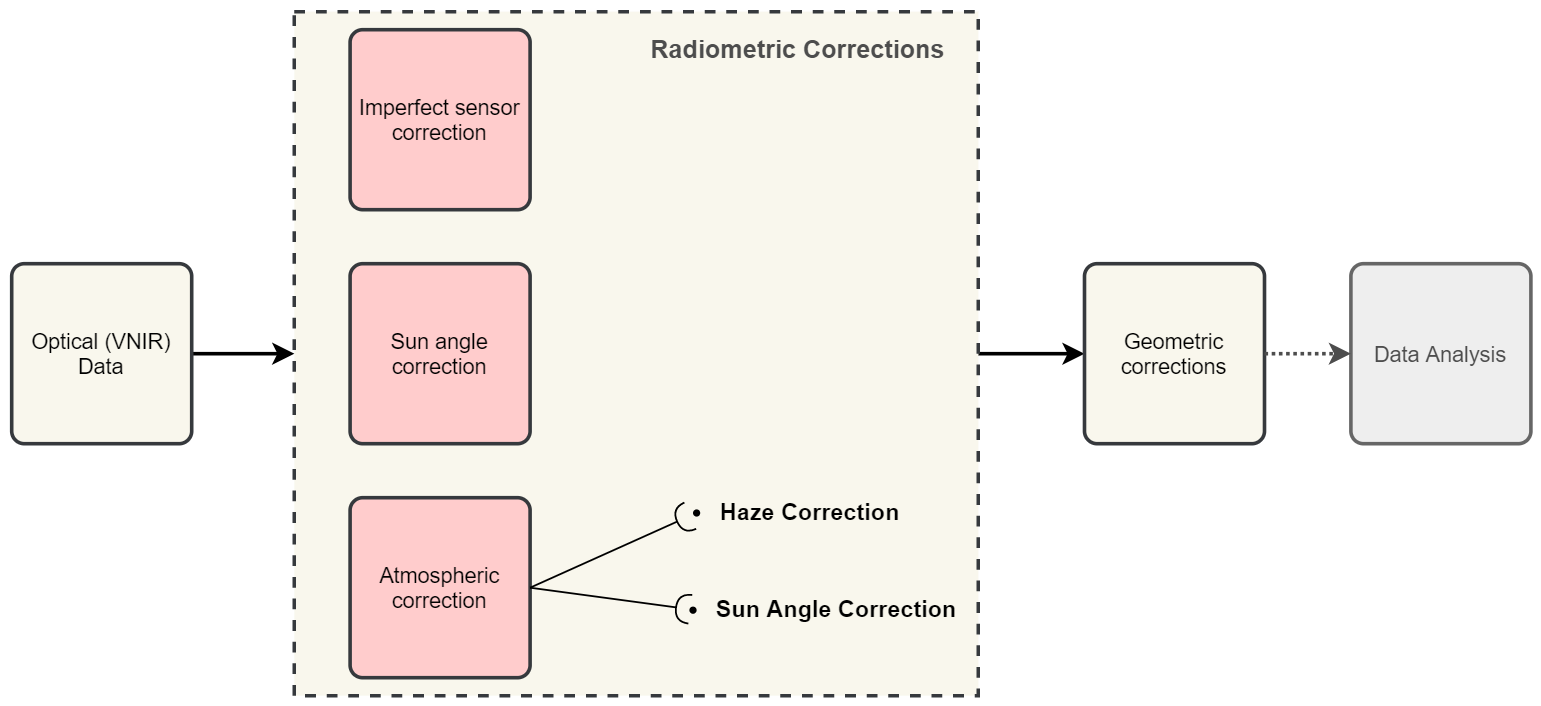 Radiometric Corrections
Imperfect sensor
correction
Optical (VNIR)
Data
Sun angle
correction
Atmospheric
correction
Haze Correction
Sun Angle Correction
Geometric
corrections
Data Analysis